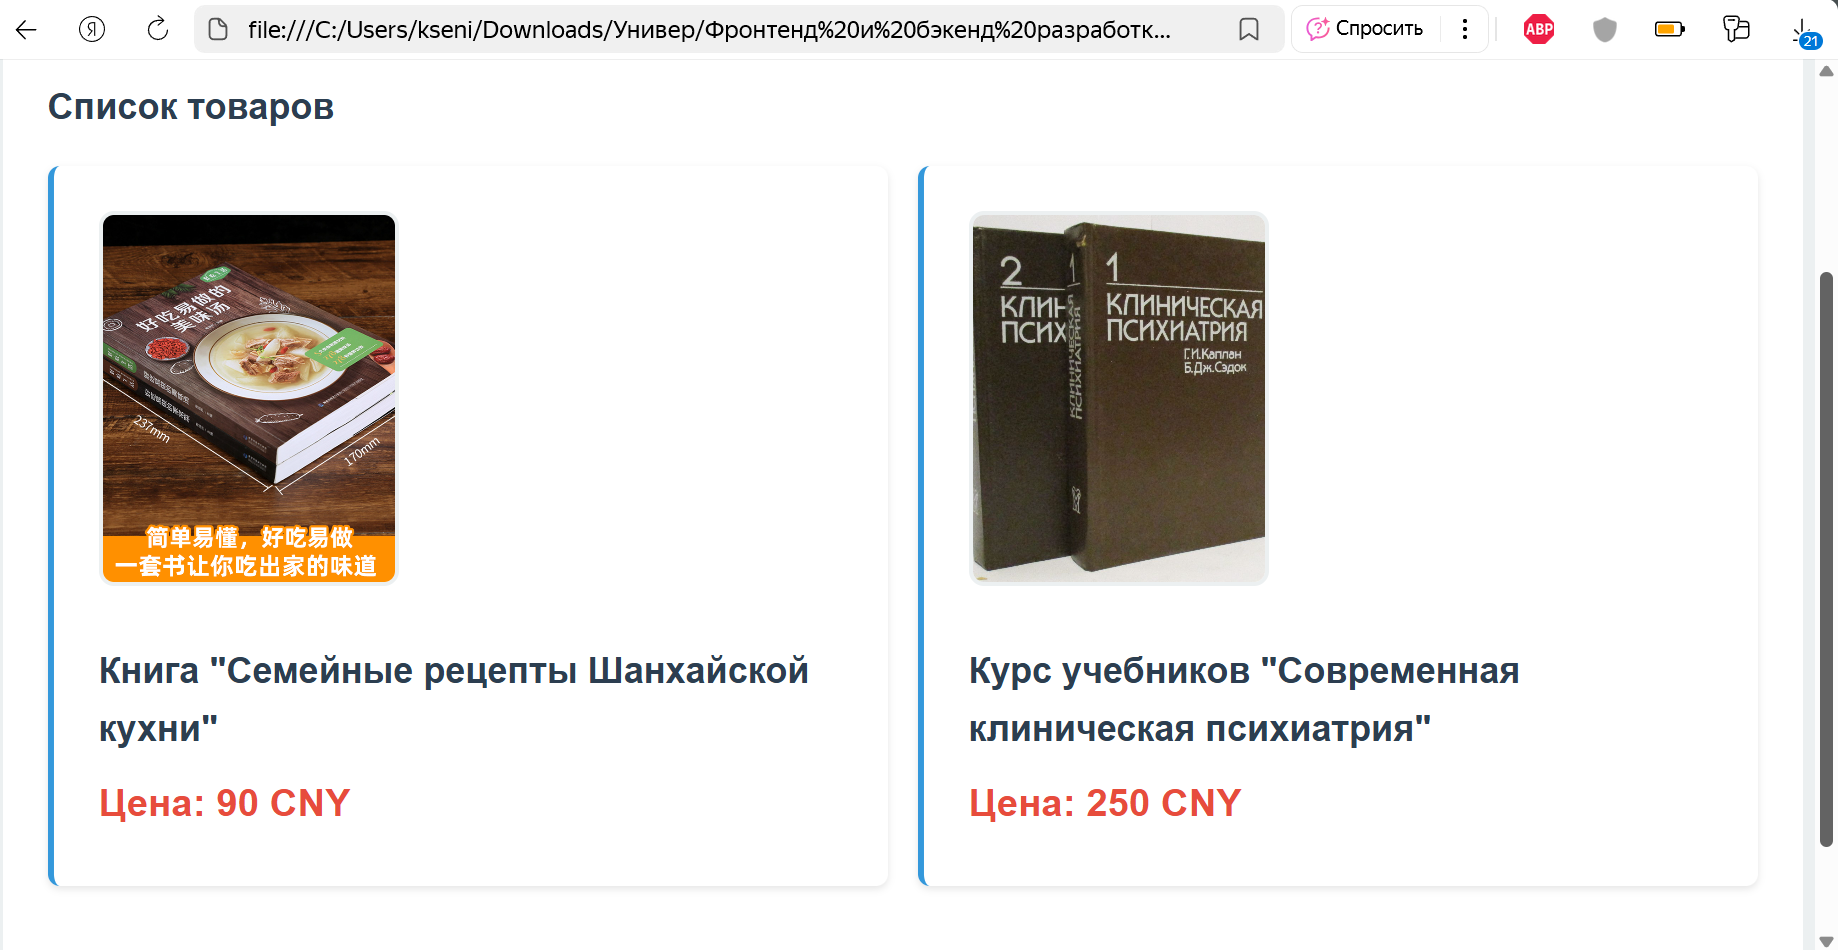 file:///C:/Users/kseni/Downloads/Универ/Фронтенд%20и%20бэкенд%20разработк...
Спросить
ABP
21
Список товаров
好吃易做的
美味汤
237mm
170mm
简单易懂，好吃易做
一套书让你吃出家的味道
2
КЛИН
ПСИХ
1
КЛИНИЧЕСКАЯ
ПСИХИАТРИЯ
1
КЛИНИЧЕСКАЯ
ПСИХИАТРИЯ
Г.И.Каплан
Б.Дж.Сэдок
Книга "Семейные рецепты Шанхайской
кухни"
Цена: 90 CNY
Курс учебников "Современная
клиническая психиатрия"
Цена: 250 CNY